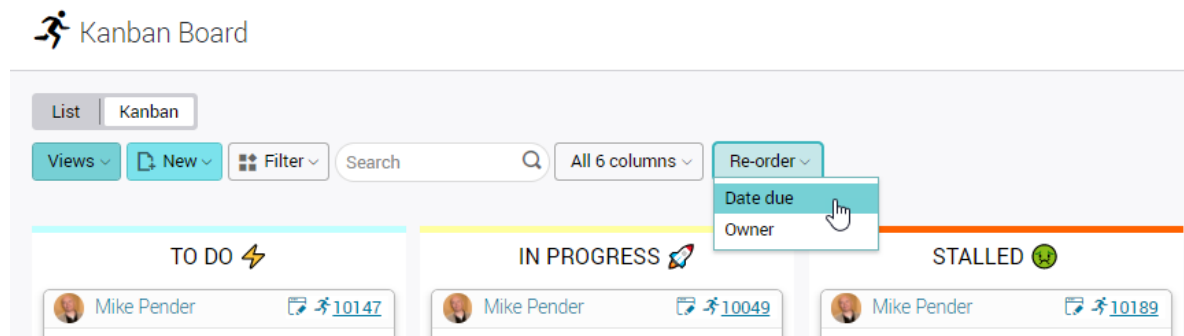 Kanban Board
List Kanban
Views New Filter Search All 6 columns Re-order
Date due
Owner
TO DO IN PROGRESS STALLED
Mike Pender 10147 Mike Pender 10049 Mike Pender 10189